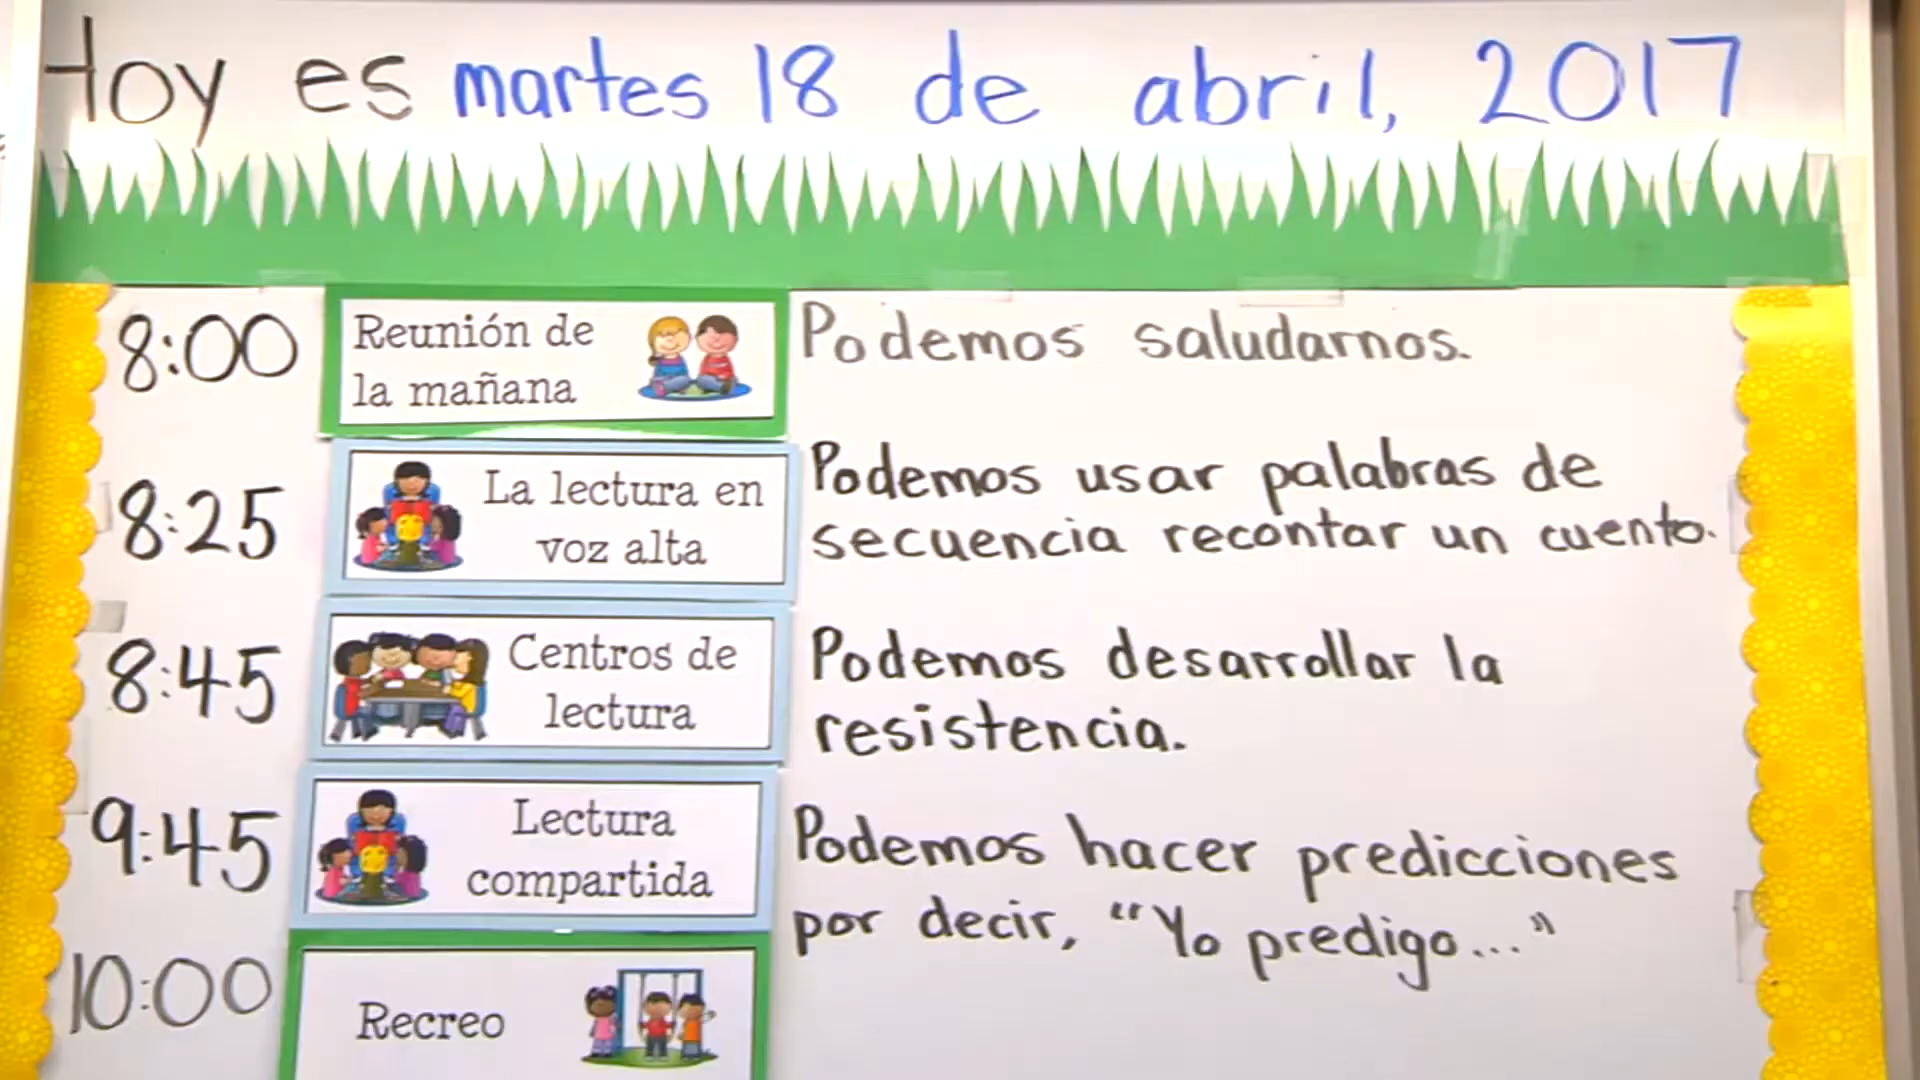 Hoy es martes 18 de abril, 2017
8:00
Reunión de
la mañana
Podemos saludarnos.
8:25
La lectura en
voz alta
Podemos usar palabras de
secuencia recontar un cuento.
8:45
Centros de
lectura
Podemos desarrollar la
resistencia.
9:45
Lectura
compartida
Podemos hacer predicciones
por decir, "Yo predigo..."
10:00
Recreo